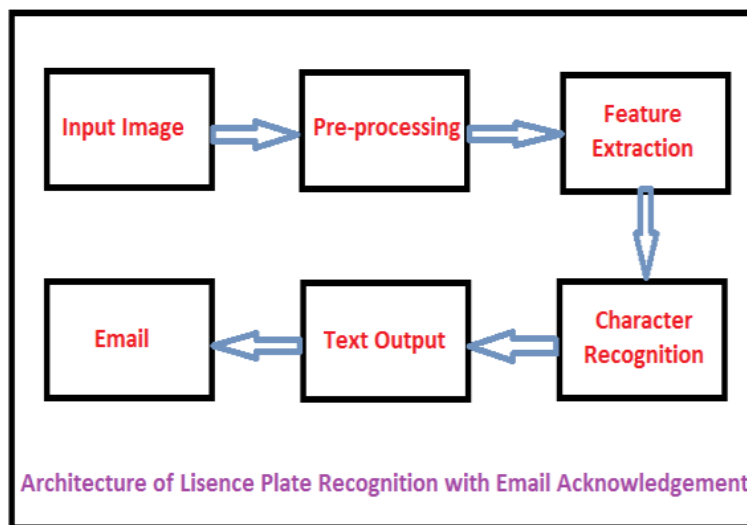 Input Image
Pre-processing
Feature
Extraction
Character
Recognition
Text Output
Email
Architecture of Lisence Plate Recognition with Email Acknowledgement